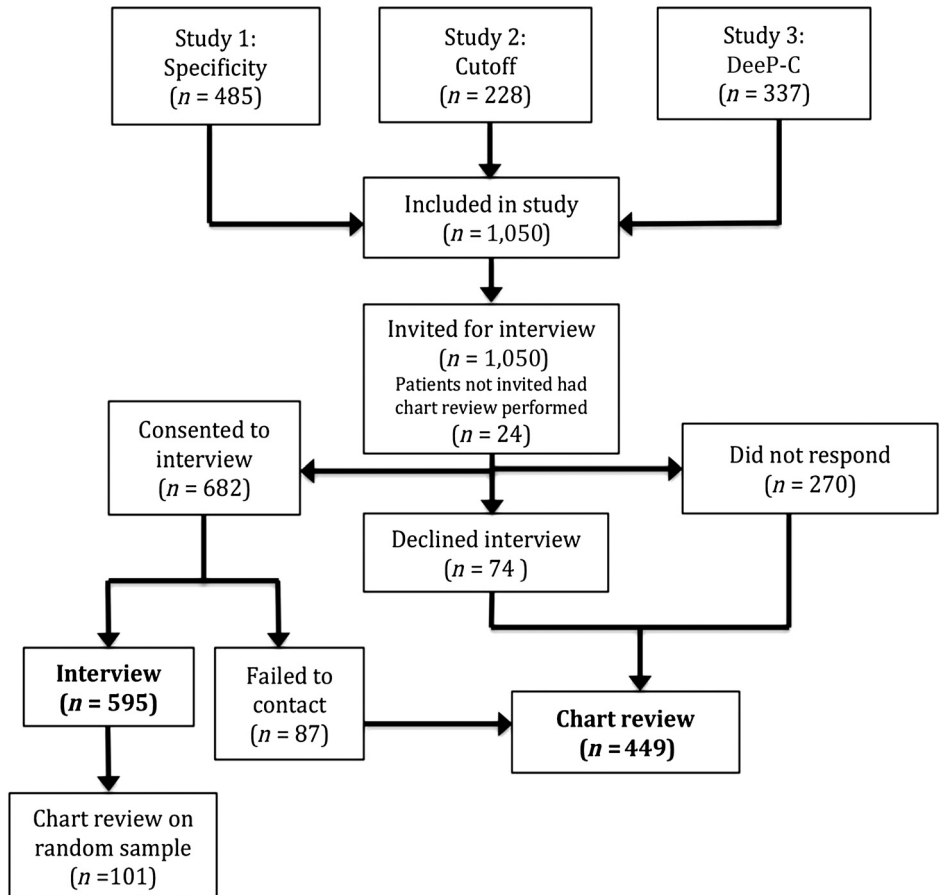 Study 1:
Specificity
(n = 485)
Study 2:
Cutoff
(n = 228)
Study 3:
DeeP-C
(n = 337)
Included in study
(n = 1,050)
Invited for interview
(n = 1,050)
Patients not invited had
chart review performed
(n = 24)
Consented to
interview
(n = 682)
Did not respond
(n = 270)
Declined interview
(n = 74 )
Interview
(n = 595)
Failed to
contact
(n = 87)
Chart review
(n = 449)
Chart review on
random sample
(n =101)